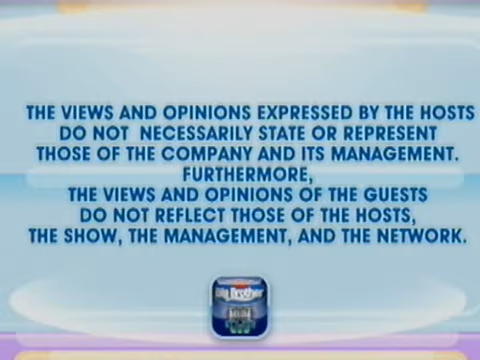 THE VIEWS AND OPINIONS EXPRESSED BY THE HOSTS
DO NOT NECESSARILY STATE OR REPRESENT
THOSE OF THE COMPANY AND ITS MANAGEMENT.
FURTHERMORE,
THE VIEWS AND OPINIONS OF THE GUESTS
DO NOT REFLECT THOSE OF THE HOSTS,
THE SHOW, THE MANAGEMENT, AND THE NETWORK.
Big Brother